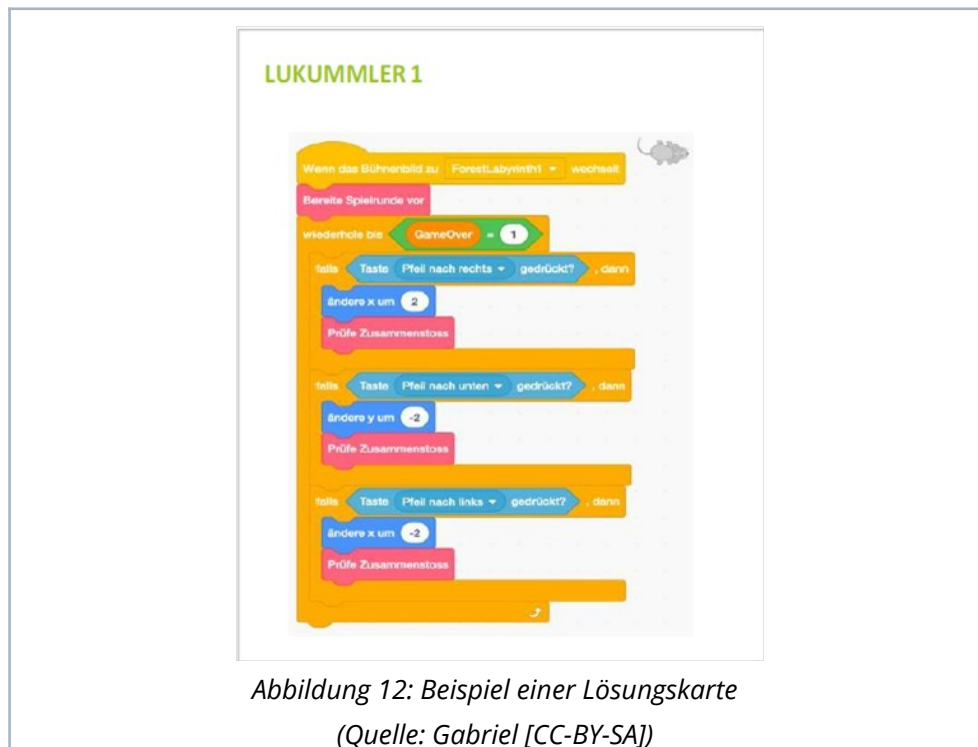 LUKUMMLER 1
Wenn das Bühnenbild zu ForestLabyrinth1 wechselt
Bereite Spielrunde vor
wiederhole bis GameOver = 1
falls Taste Pfeil nach rechts gedrückt? , dann
ändere x um 2
Prüfe Zusammenstoss
falls Taste Pfeil nach unten gedrückt? , dann
ändere y um -2
Prüfe Zusammenstoss
falls Taste Pfeil nach links gedrückt? , dann
ändere x um -2
Prüfe Zusammenstoss
Abbildung 12: Beispiel einer Lösungskarte
(Quelle: Gabriel [CC-BY-SA])